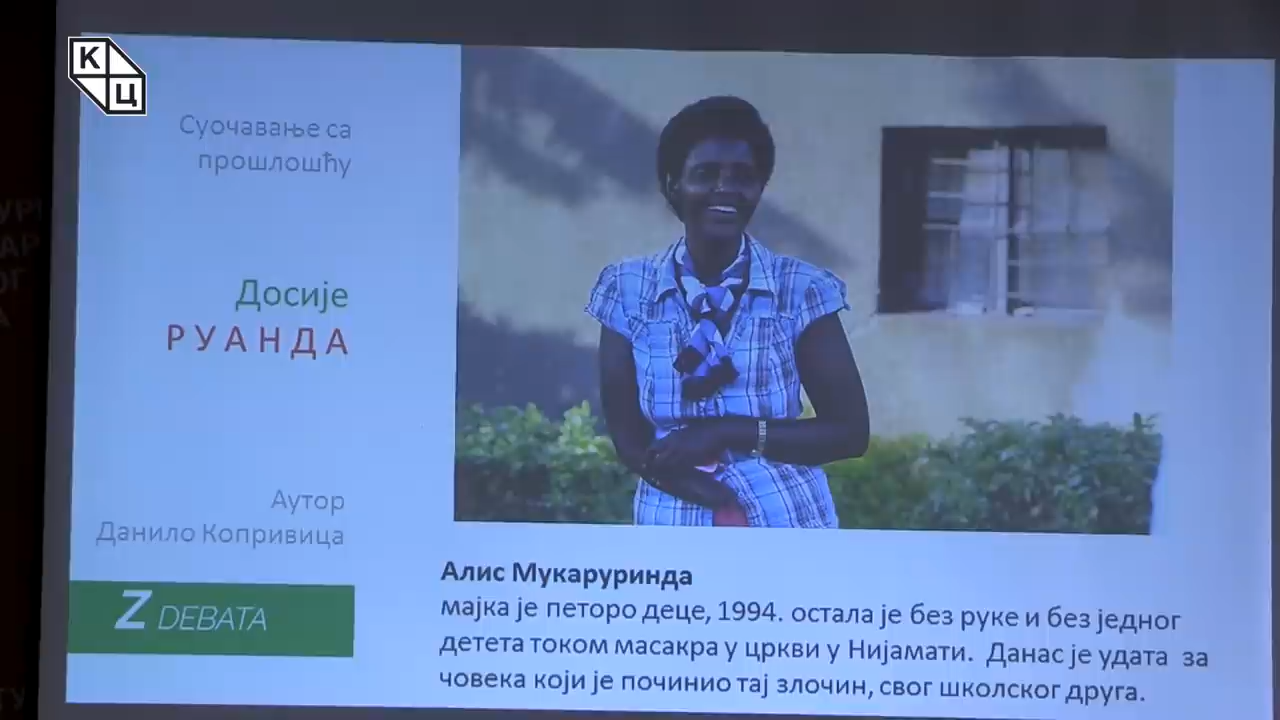 К
Ц
Суочавање са
прошлошћу
Досије
РУАНДА
Аутор
Данило Копривица
Z DEBATA
Алис Мукаруринда
мајка је петоро деце, 1994. остала је без руке и без једног
детета током масакра у цркви у Нијамати. Данас је удата за
човека који је починио тај злочин, свог школског друга.